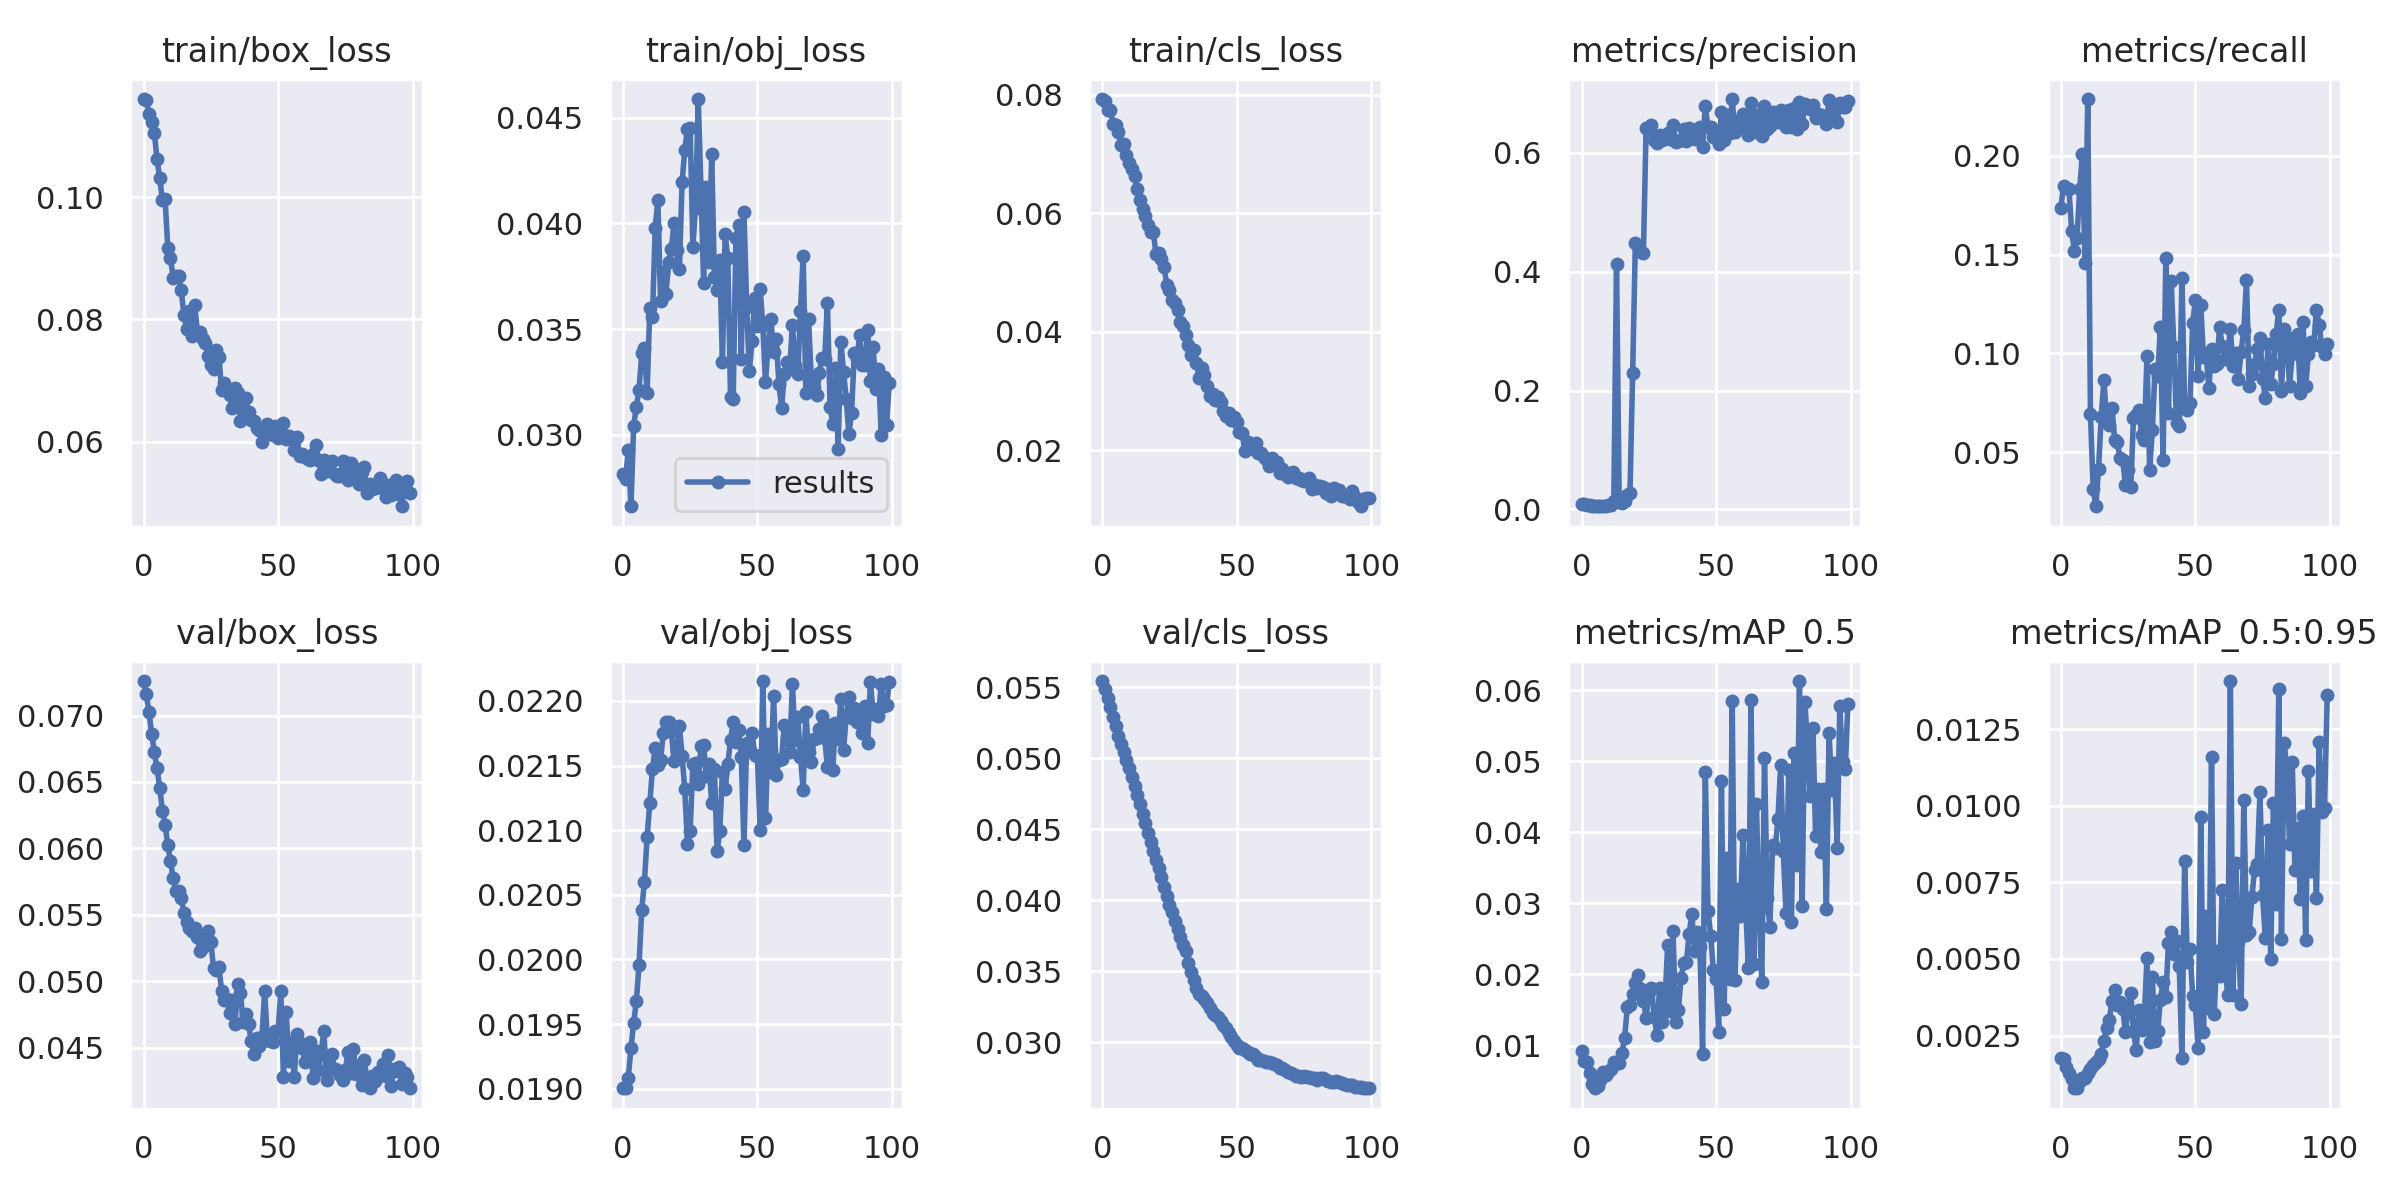 train/box_loss
train/obj_loss
train/cls_loss
metrics/precision
metrics/recall
0.10
0.08
0.06
0 50 100
0.045
0.040
0.035
0.030
results
0 50 100
0.08
0.06
0.04
0.02
0 50 100
0.6
0.4
0.2
0.0
0 50 100
0.20
0.15
0.10
0.05
0 50 100
val/box_loss
val/obj_loss
val/cls_loss
metrics/mAP_0.5
metrics/mAP_0.5:0.95
0.070
0.065
0.060
0.055
0.050
0.045
0 50 100
0.0220
0.0215
0.0210
0.0205
0.0200
0.0195
0.0190
0 50 100
0.055
0.050
0.045
0.040
0.035
0.030
0 50 100
0.06
0.05
0.04
0.03
0.02
0.01
0 50 100
0.0125
0.0100
0.0075
0.0050
0.0025
0 50 100